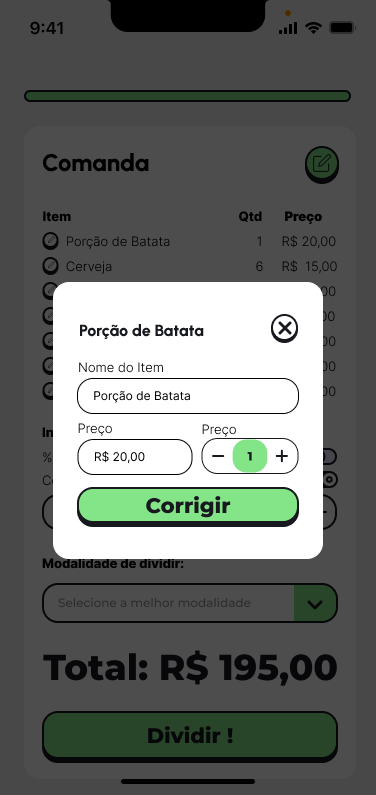 9:41
Comanda
Item Qtd Preço
Porção de Batata 1 R$ 20,00
Cerveja 6 R$ 15,00
Porção de Batata
Nome do Item
Porção de Batata
Preço Preço
R$ 20,00 1
Corrigir
Modalidade de dividir:
Selecione a melhor modalidade
Total: R$ 195,00
Dividir !